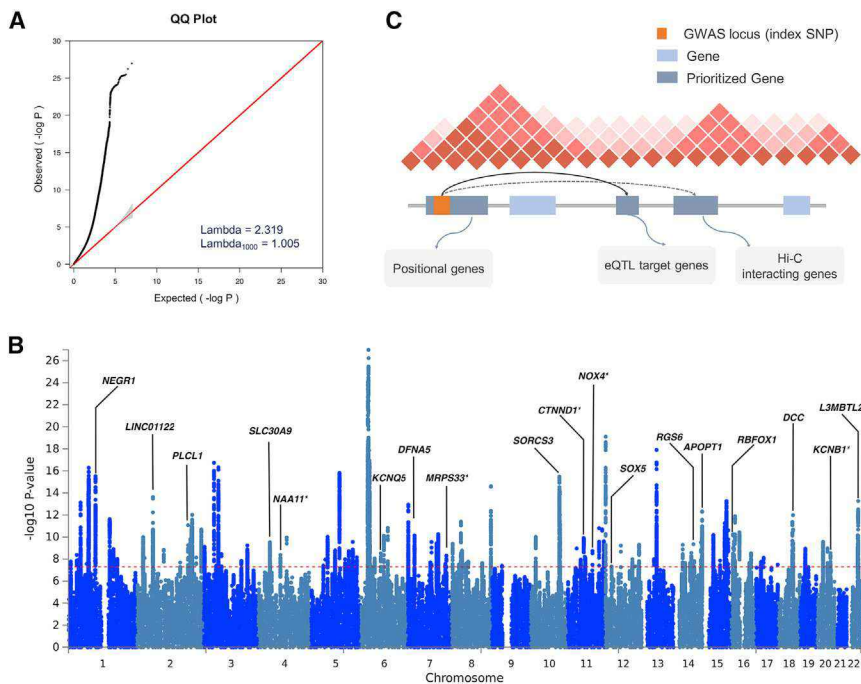 A
QQ Plot
30
25
20
15
10
5
0
Observed ( -log P )
Lambda = 2.319
Lambda1000 = 1.005
0
5
10
15
20
25
30
Expected ( -log P )
C
GWAS locus (index SNP)
Gene
Prioritized Gene
Positional genes
eQTL target genes
Hi-C
interacting genes
B
26
24
22
20
18
16
14
12
10
8
6
4
2
0
-log10 P-value
NEGR1
LINC01122
PLCL1
SLC30A9
NAA11*
KCNQ5
DFNA5
MRPS33*
SORCS3
CTNND1*
NOX4*
SOX5
RGS6
APOPT1
RBFOX1
DCC
KCNB1*
L3MBTL2
1
2
3
4
5
6
7
8
9
10
11
12
13
14
15
16
17
18
19
20
21
22
Chromosome